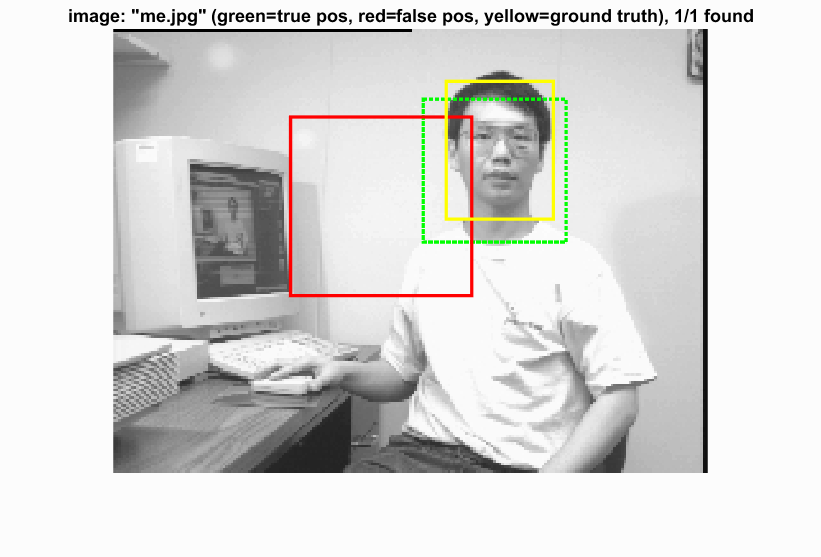 image: "me.jpg" (green=true pos, red=false pos, yellow=ground truth), 1/1 found